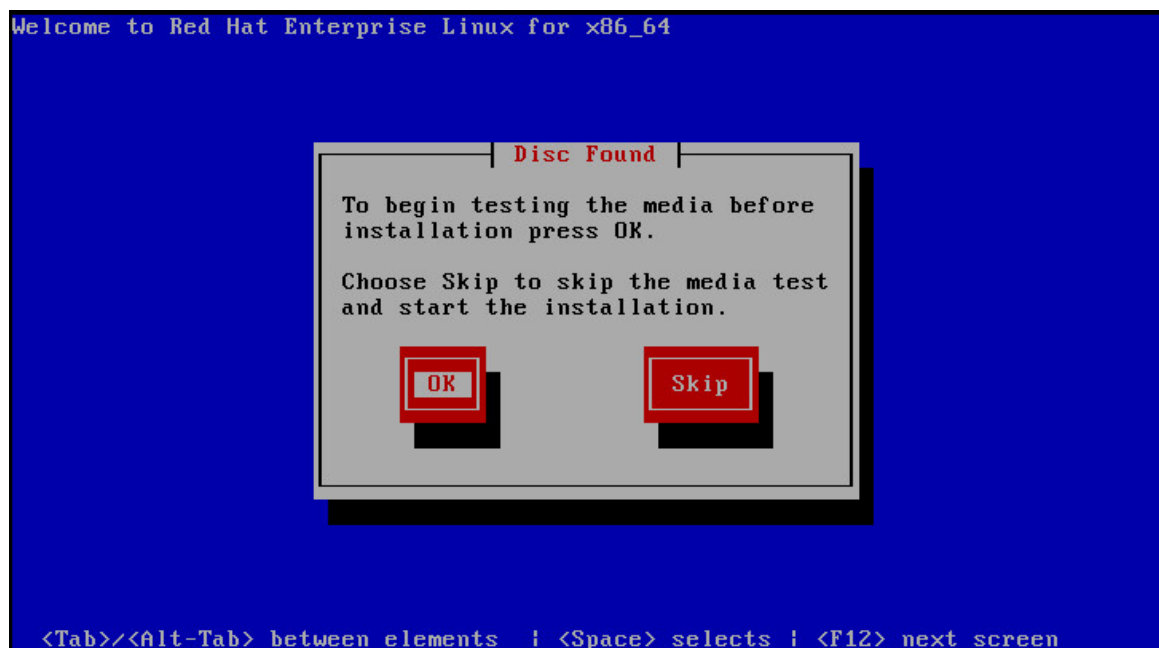 Welcome to Red Hat Enterprise Linux for x86_64
Disc Found
To begin testing the media before
installation press OK.
Choose Skip to skip the media test
and start the installation.
OK Skip
<Tab>/<Alt-Tab> between elements | <Space> selects | <F12> next screen